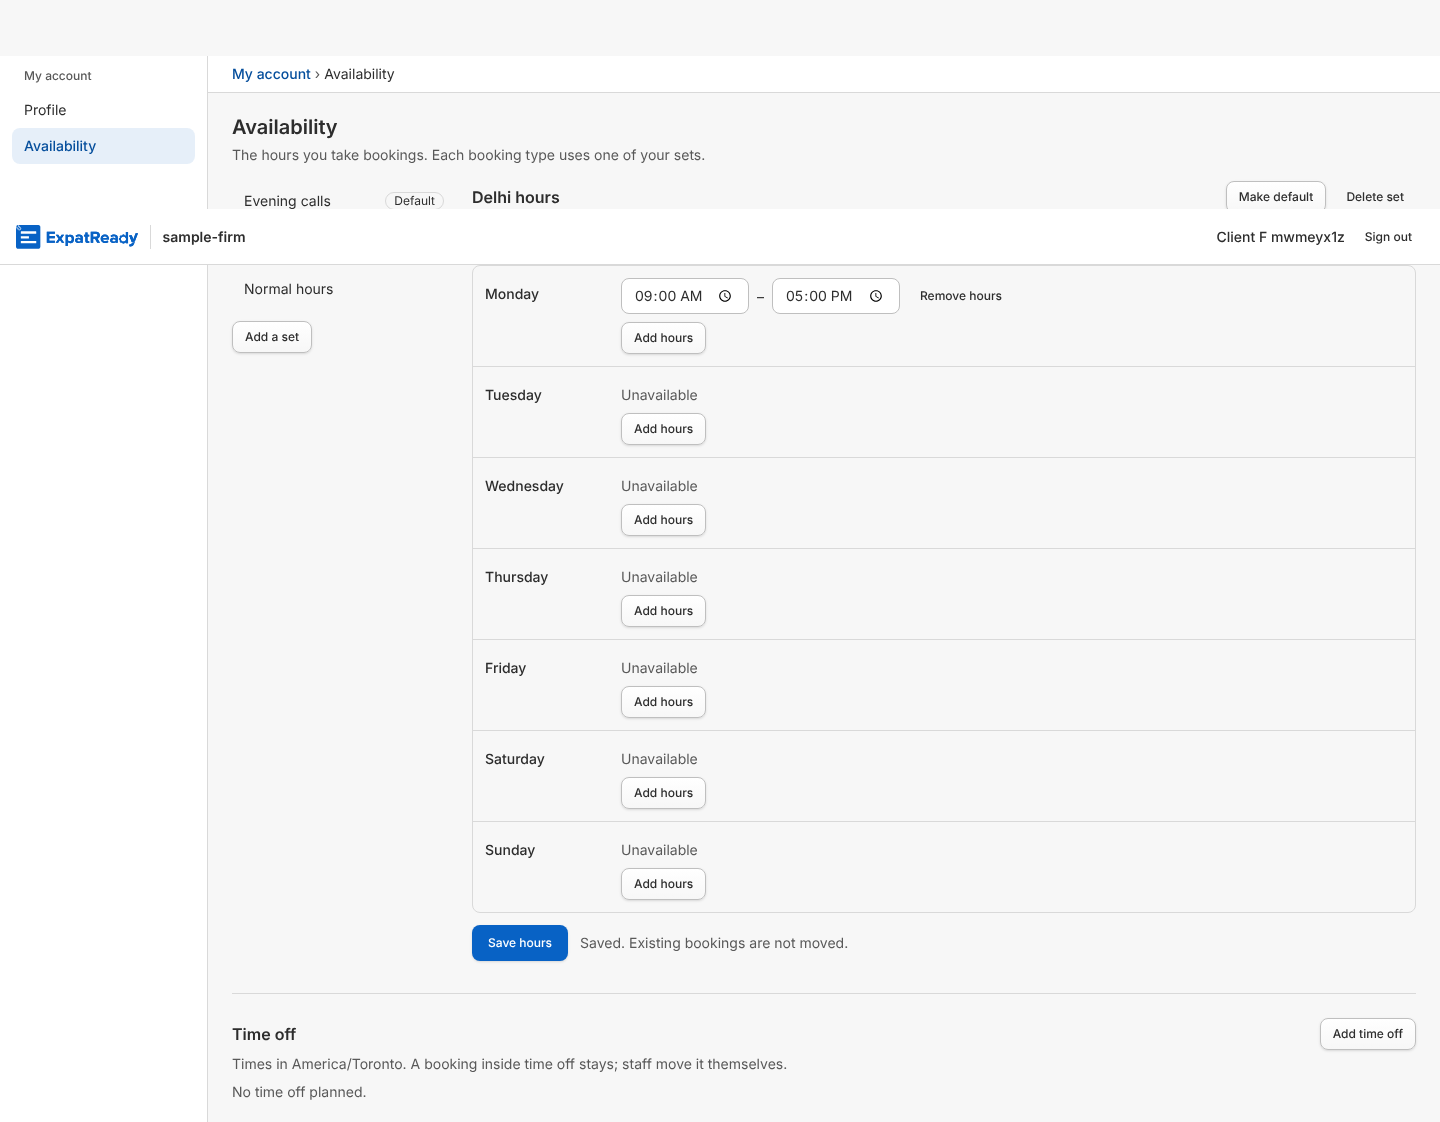 My account
Profile
Availability
My account › Availability
Availability
The hours you take bookings. Each booking type uses one of your sets.
Evening calls Default
Delhi hours Make default Delete set
ExpatReady sample-firm Client F mwmeyx1z Sign out
Normal hours
Add a set
Monday 09:00 AM – 05:00 PM Remove hours
Add hours
Tuesday Unavailable
Add hours
Wednesday Unavailable
Add hours
Thursday Unavailable
Add hours
Friday Unavailable
Add hours
Saturday Unavailable
Add hours
Sunday Unavailable
Add hours
Save hours Saved. Existing bookings are not moved.
Time off Add time off
Times in America/Toronto. A booking inside time off stays; staff move it themselves.
No time off planned.